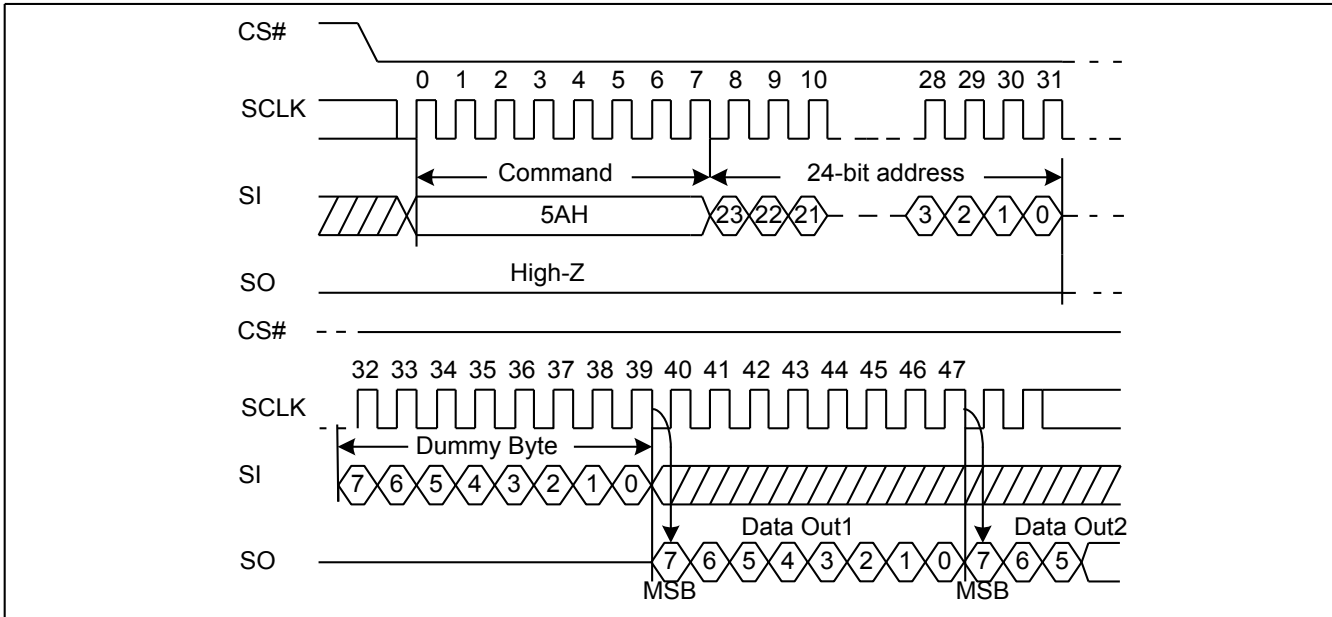 CS#
0 1 2 3 4 5 6 7 8 9 10 28 29 30 31
SCLK
Command 24-bit address
SI
5AH 23 22 21 3 2 1 0
High-Z
SO
CS#
32 33 34 35 36 37 38 39 40 41 42 43 44 45 46 47
SCLK
Dummy Byte
SI
7 6 5 4 3 2 1 0
Data Out1 Data Out2
SO
7 6 5 4 3 2 1 0 7 6 5
MSB MSB